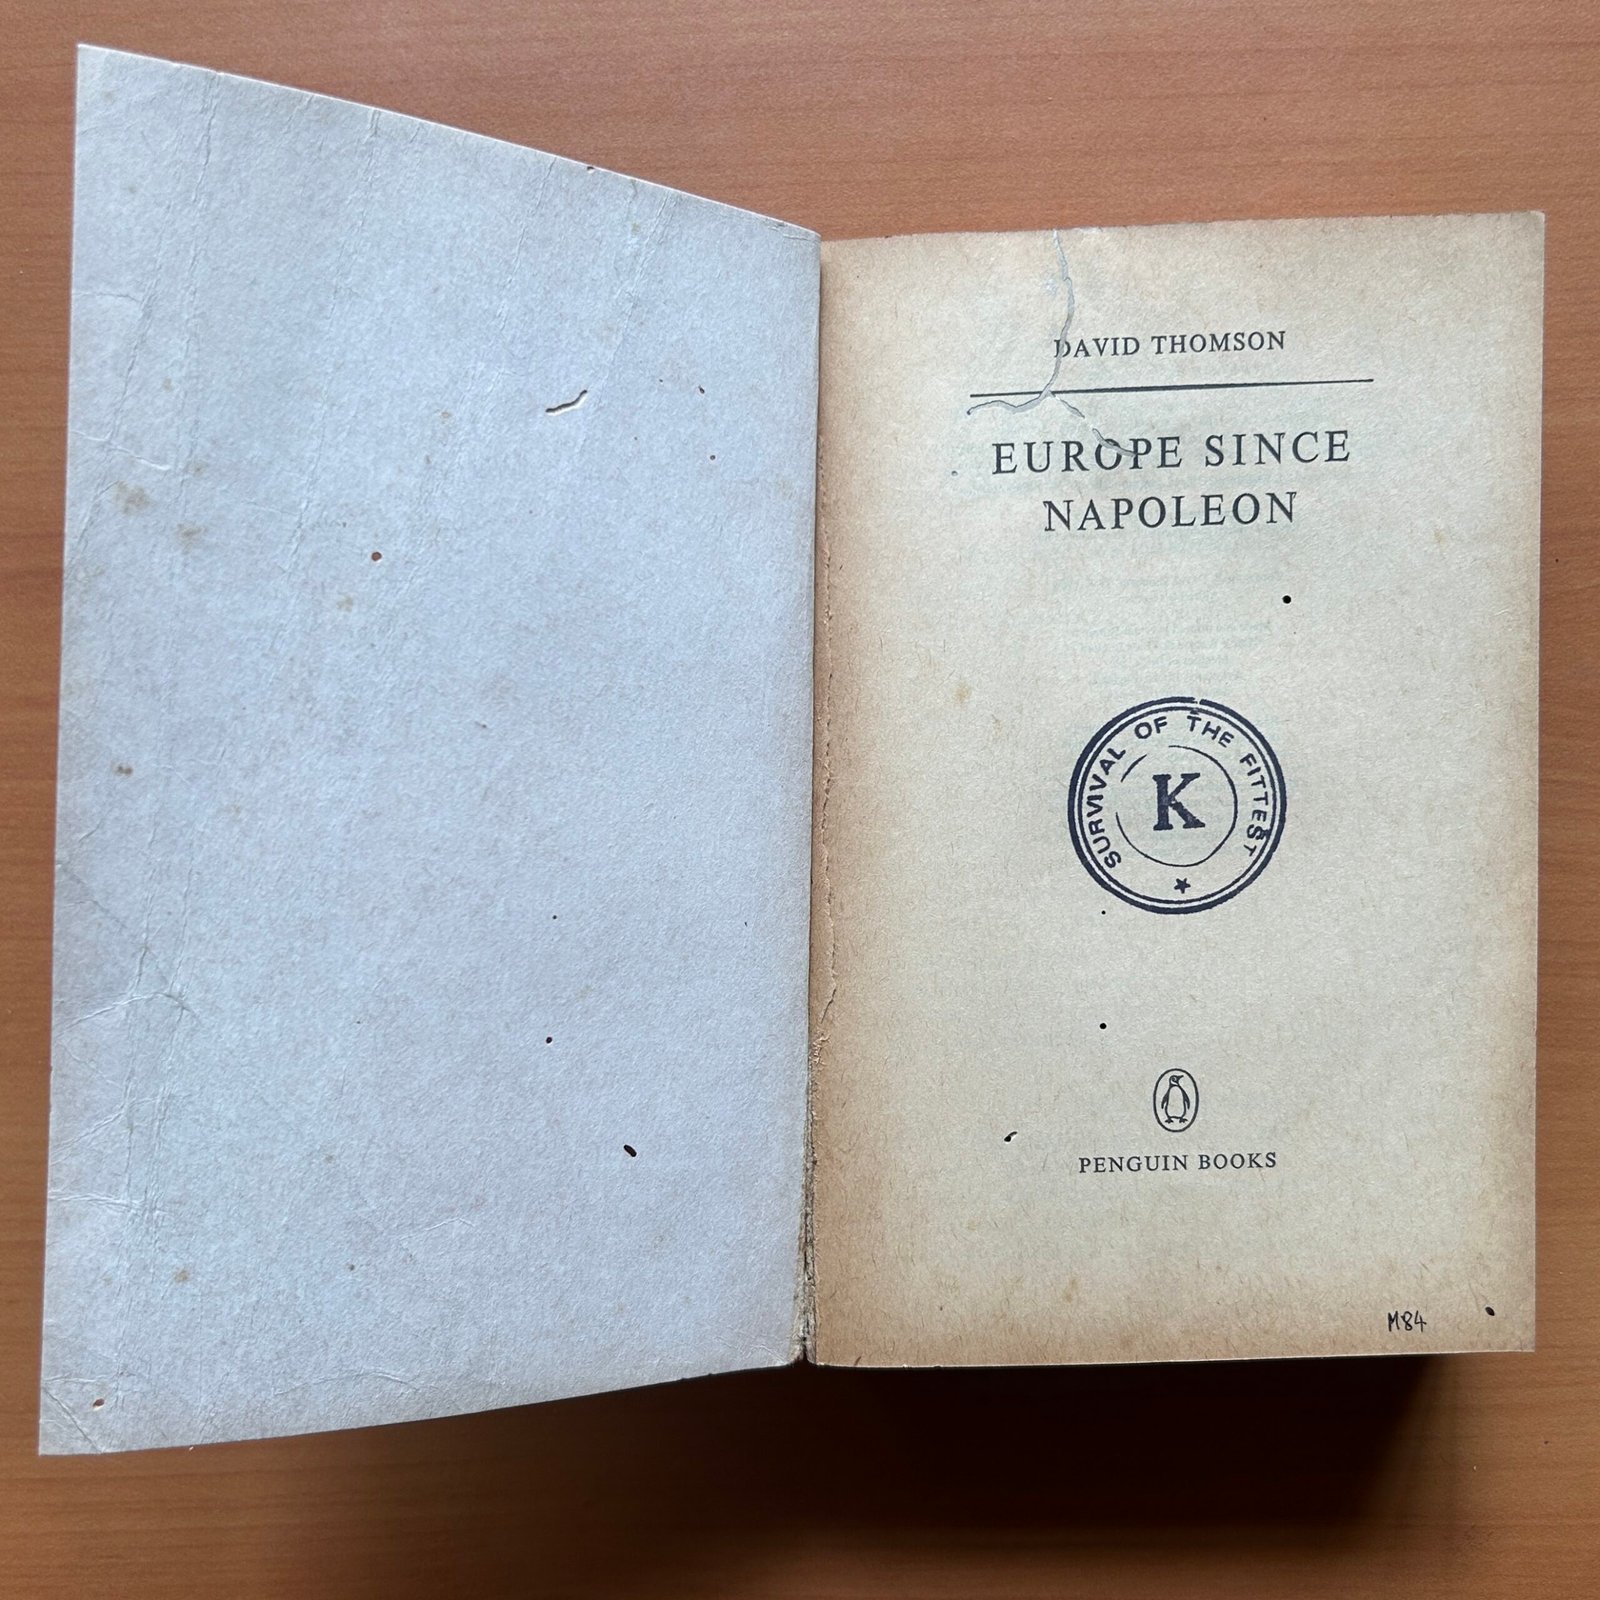 DAVID THOMSON
EUROPE SINCE
NAPOLEON
SURVIVAL OF THE FITTEST
K
PENGUIN BOOKS
M84